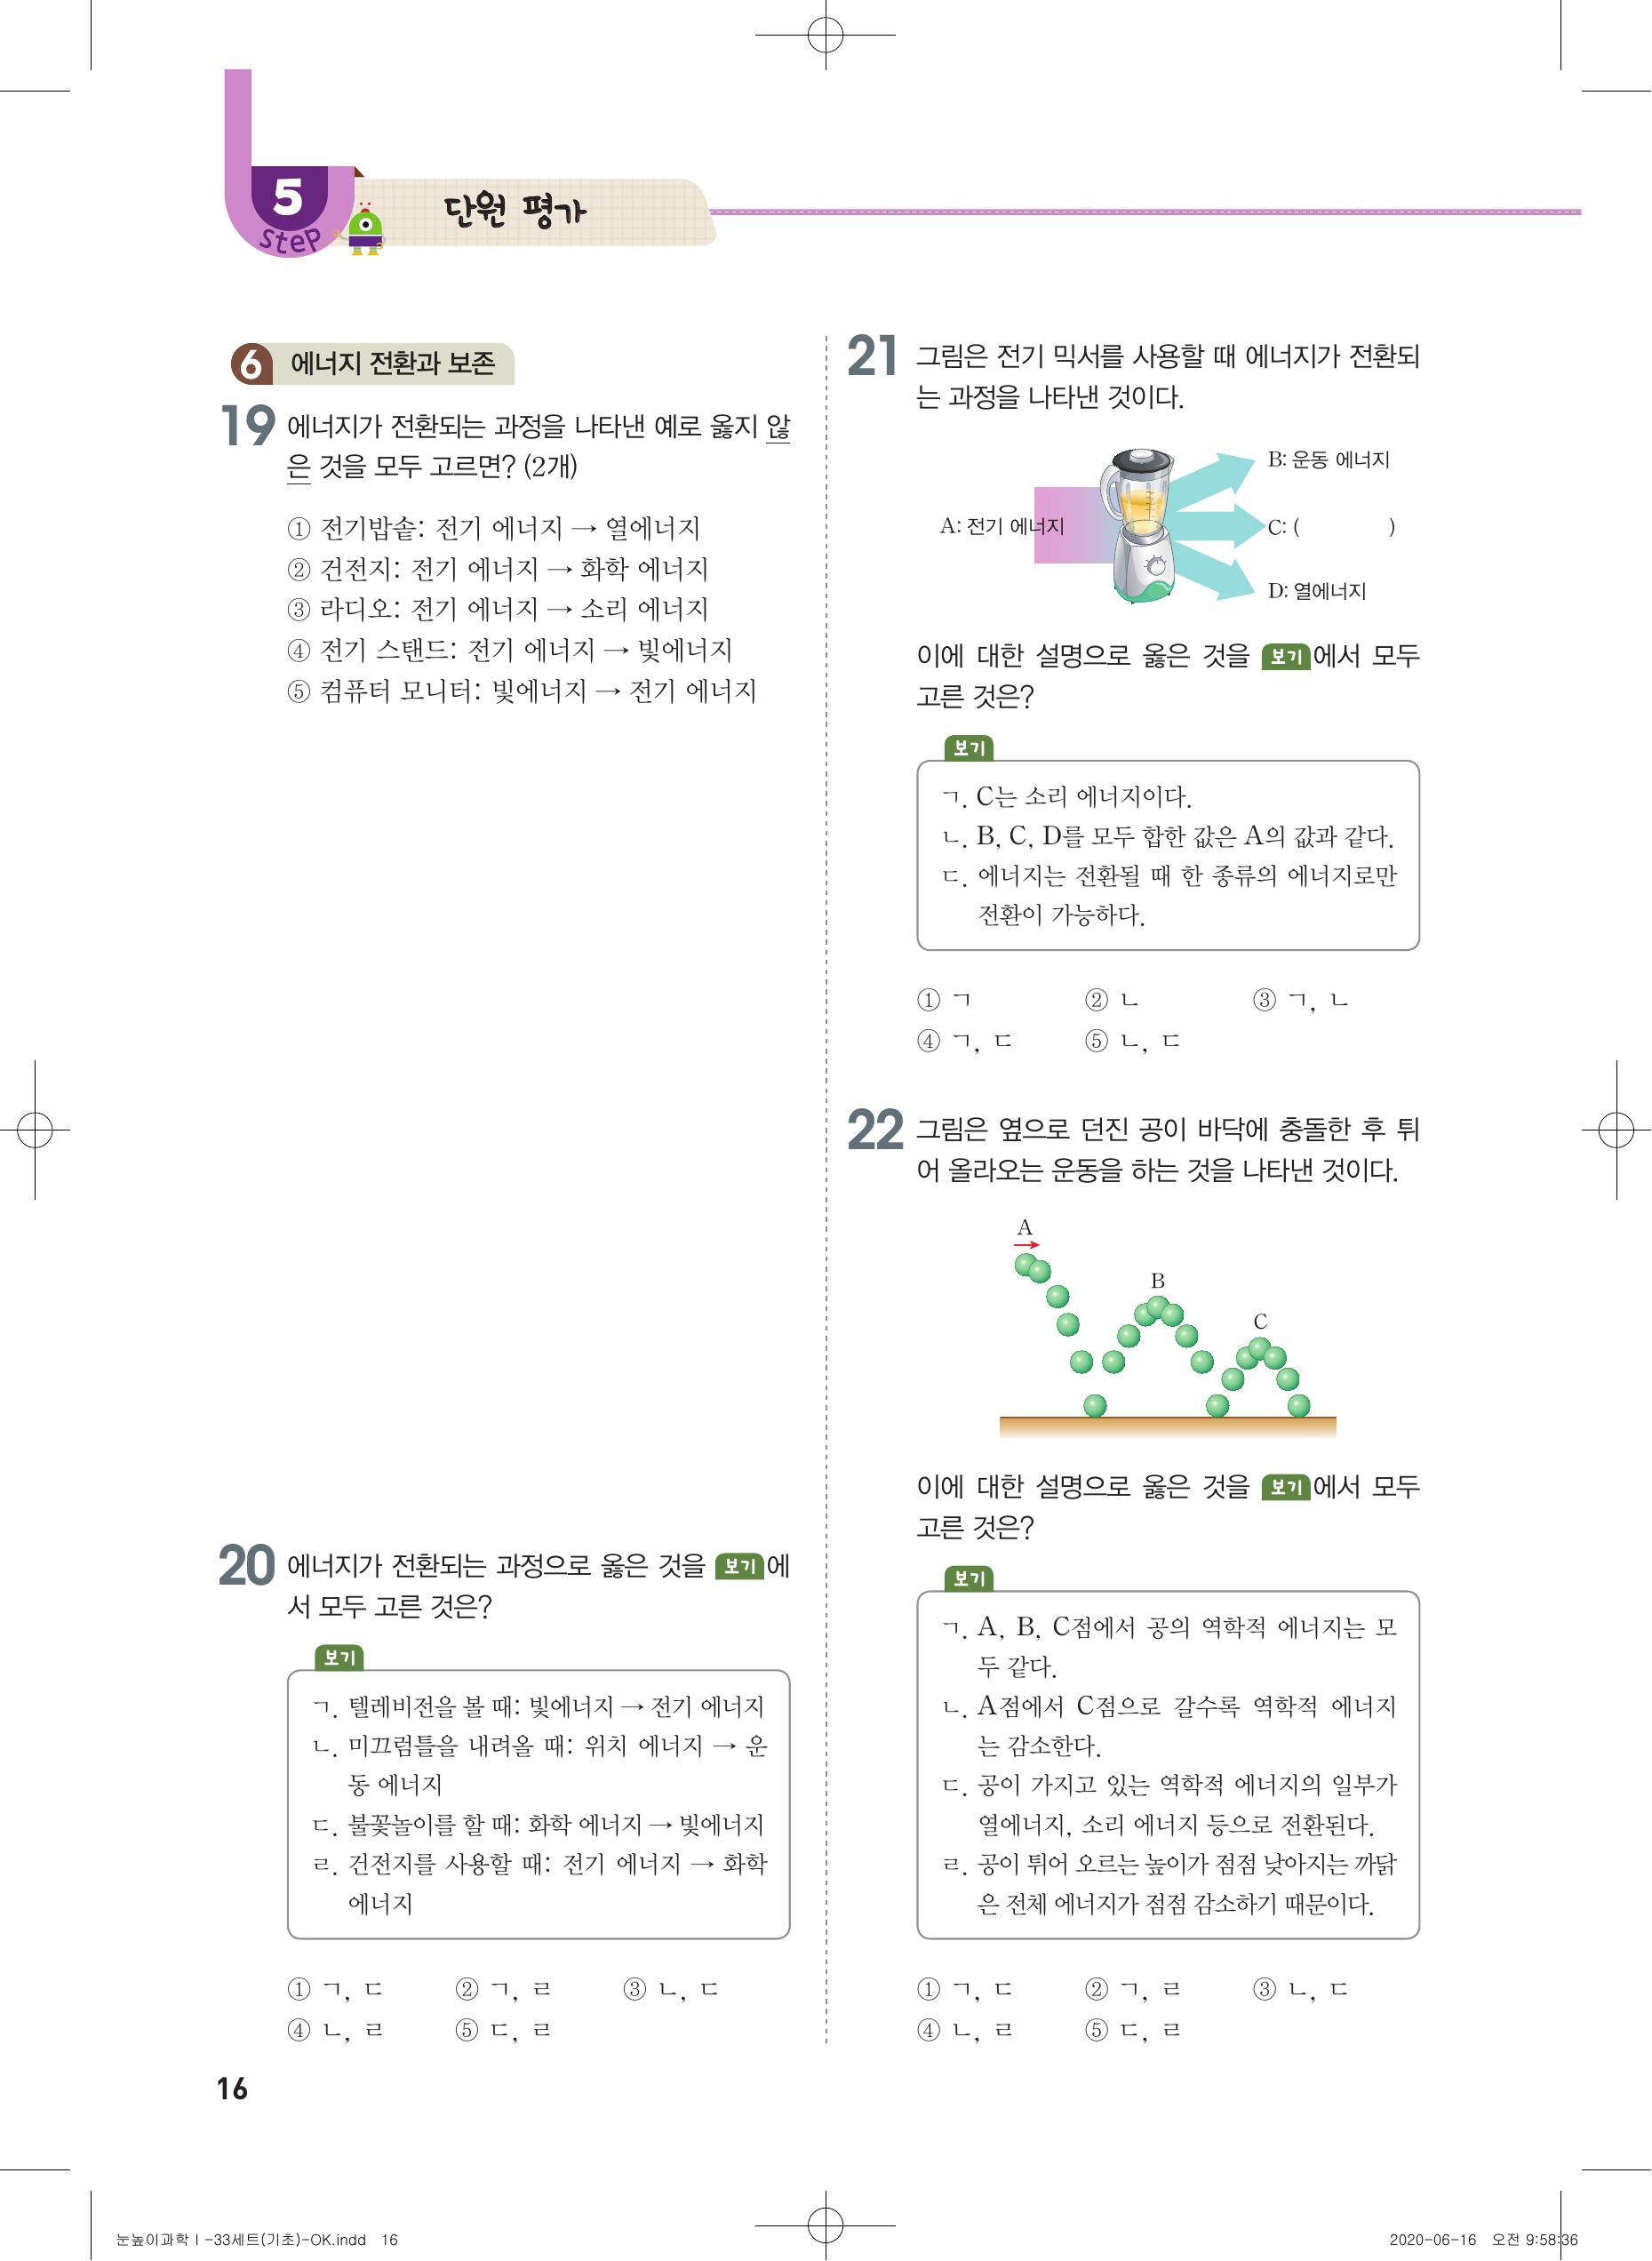 5
step
단원 평가
6 에너지 전환과 보존
19 에너지가 전환되는 과정을 나타낸 예로 옳지 않
은 것을 모두 고르면? (2개)
① 전기밥솥: 전기 에너지 → 열에너지
② 건전지: 전기 에너지 → 화학 에너지
③ 라디오: 전기 에너지 → 소리 에너지
④ 전기 스탠드: 전기 에너지 → 빛에너지
⑤ 컴퓨터 모니터: 빛에너지 → 전기 에너지
20 에너지가 전환되는 과정으로 옳은 것을 보기에
서 모두 고른 것은?
보기
ㄱ. 텔레비전을 볼 때: 빛에너지 → 전기 에너지
ㄴ. 미끄럼틀을 내려올 때: 위치 에너지 → 운
동 에너지
ㄷ. 불꽃놀이를 할 때: 화학 에너지 → 빛에너지
ㄹ. 건전지를 사용할 때: 전기 에너지 → 화학
에너지
① ㄱ, ㄷ ② ㄱ, ㄹ ③ ㄴ, ㄷ
④ ㄴ, ㄹ ⑤ ㄷ, ㄹ
21 그림은 전기 믹서를 사용할 때 에너지가 전환되
는 과정을 나타낸 것이다.
B: 운동 에너지
A: 전기 에너지
C: ( )
D: 열에너지
이에 대한 설명으로 옳은 것을 보기에서 모두
고른 것은?
보기
ㄱ. C는 소리 에너지이다.
ㄴ. B, C, D를 모두 합한 값은 A의 값과 같다.
ㄷ. 에너지는 전환될 때 한 종류의 에너지로만
전환이 가능하다.
① ㄱ ② ㄴ ③ ㄱ, ㄴ
④ ㄱ, ㄷ ⑤ ㄴ, ㄷ
22 그림은 옆으로 던진 공이 바닥에 충돌한 후 튀
어 올라오는 운동을 하는 것을 나타낸 것이다.
A
B
C
이에 대한 설명으로 옳은 것을 보기에서 모두
고른 것은?
보기
ㄱ. A, B, C점에서 공의 역학적 에너지는 모
두 같다.
ㄴ. A점에서 C점으로 갈수록 역학적 에너지
는 감소한다.
ㄷ. 공이 가지고 있는 역학적 에너지의 일부가
열에너지, 소리 에너지 등으로 전환된다.
ㄹ. 공이 튀어 오르는 높이가 점점 낮아지는 까닭
은 전체 에너지가 점점 감소하기 때문이다.
① ㄱ, ㄷ ② ㄱ, ㄹ ③ ㄴ, ㄷ
④ ㄴ, ㄹ ⑤ ㄷ, ㄹ
16
눈높이과학Ⅰ-33세트(기초)-OK.indd 16
2020-06-16 오전 9:58:36